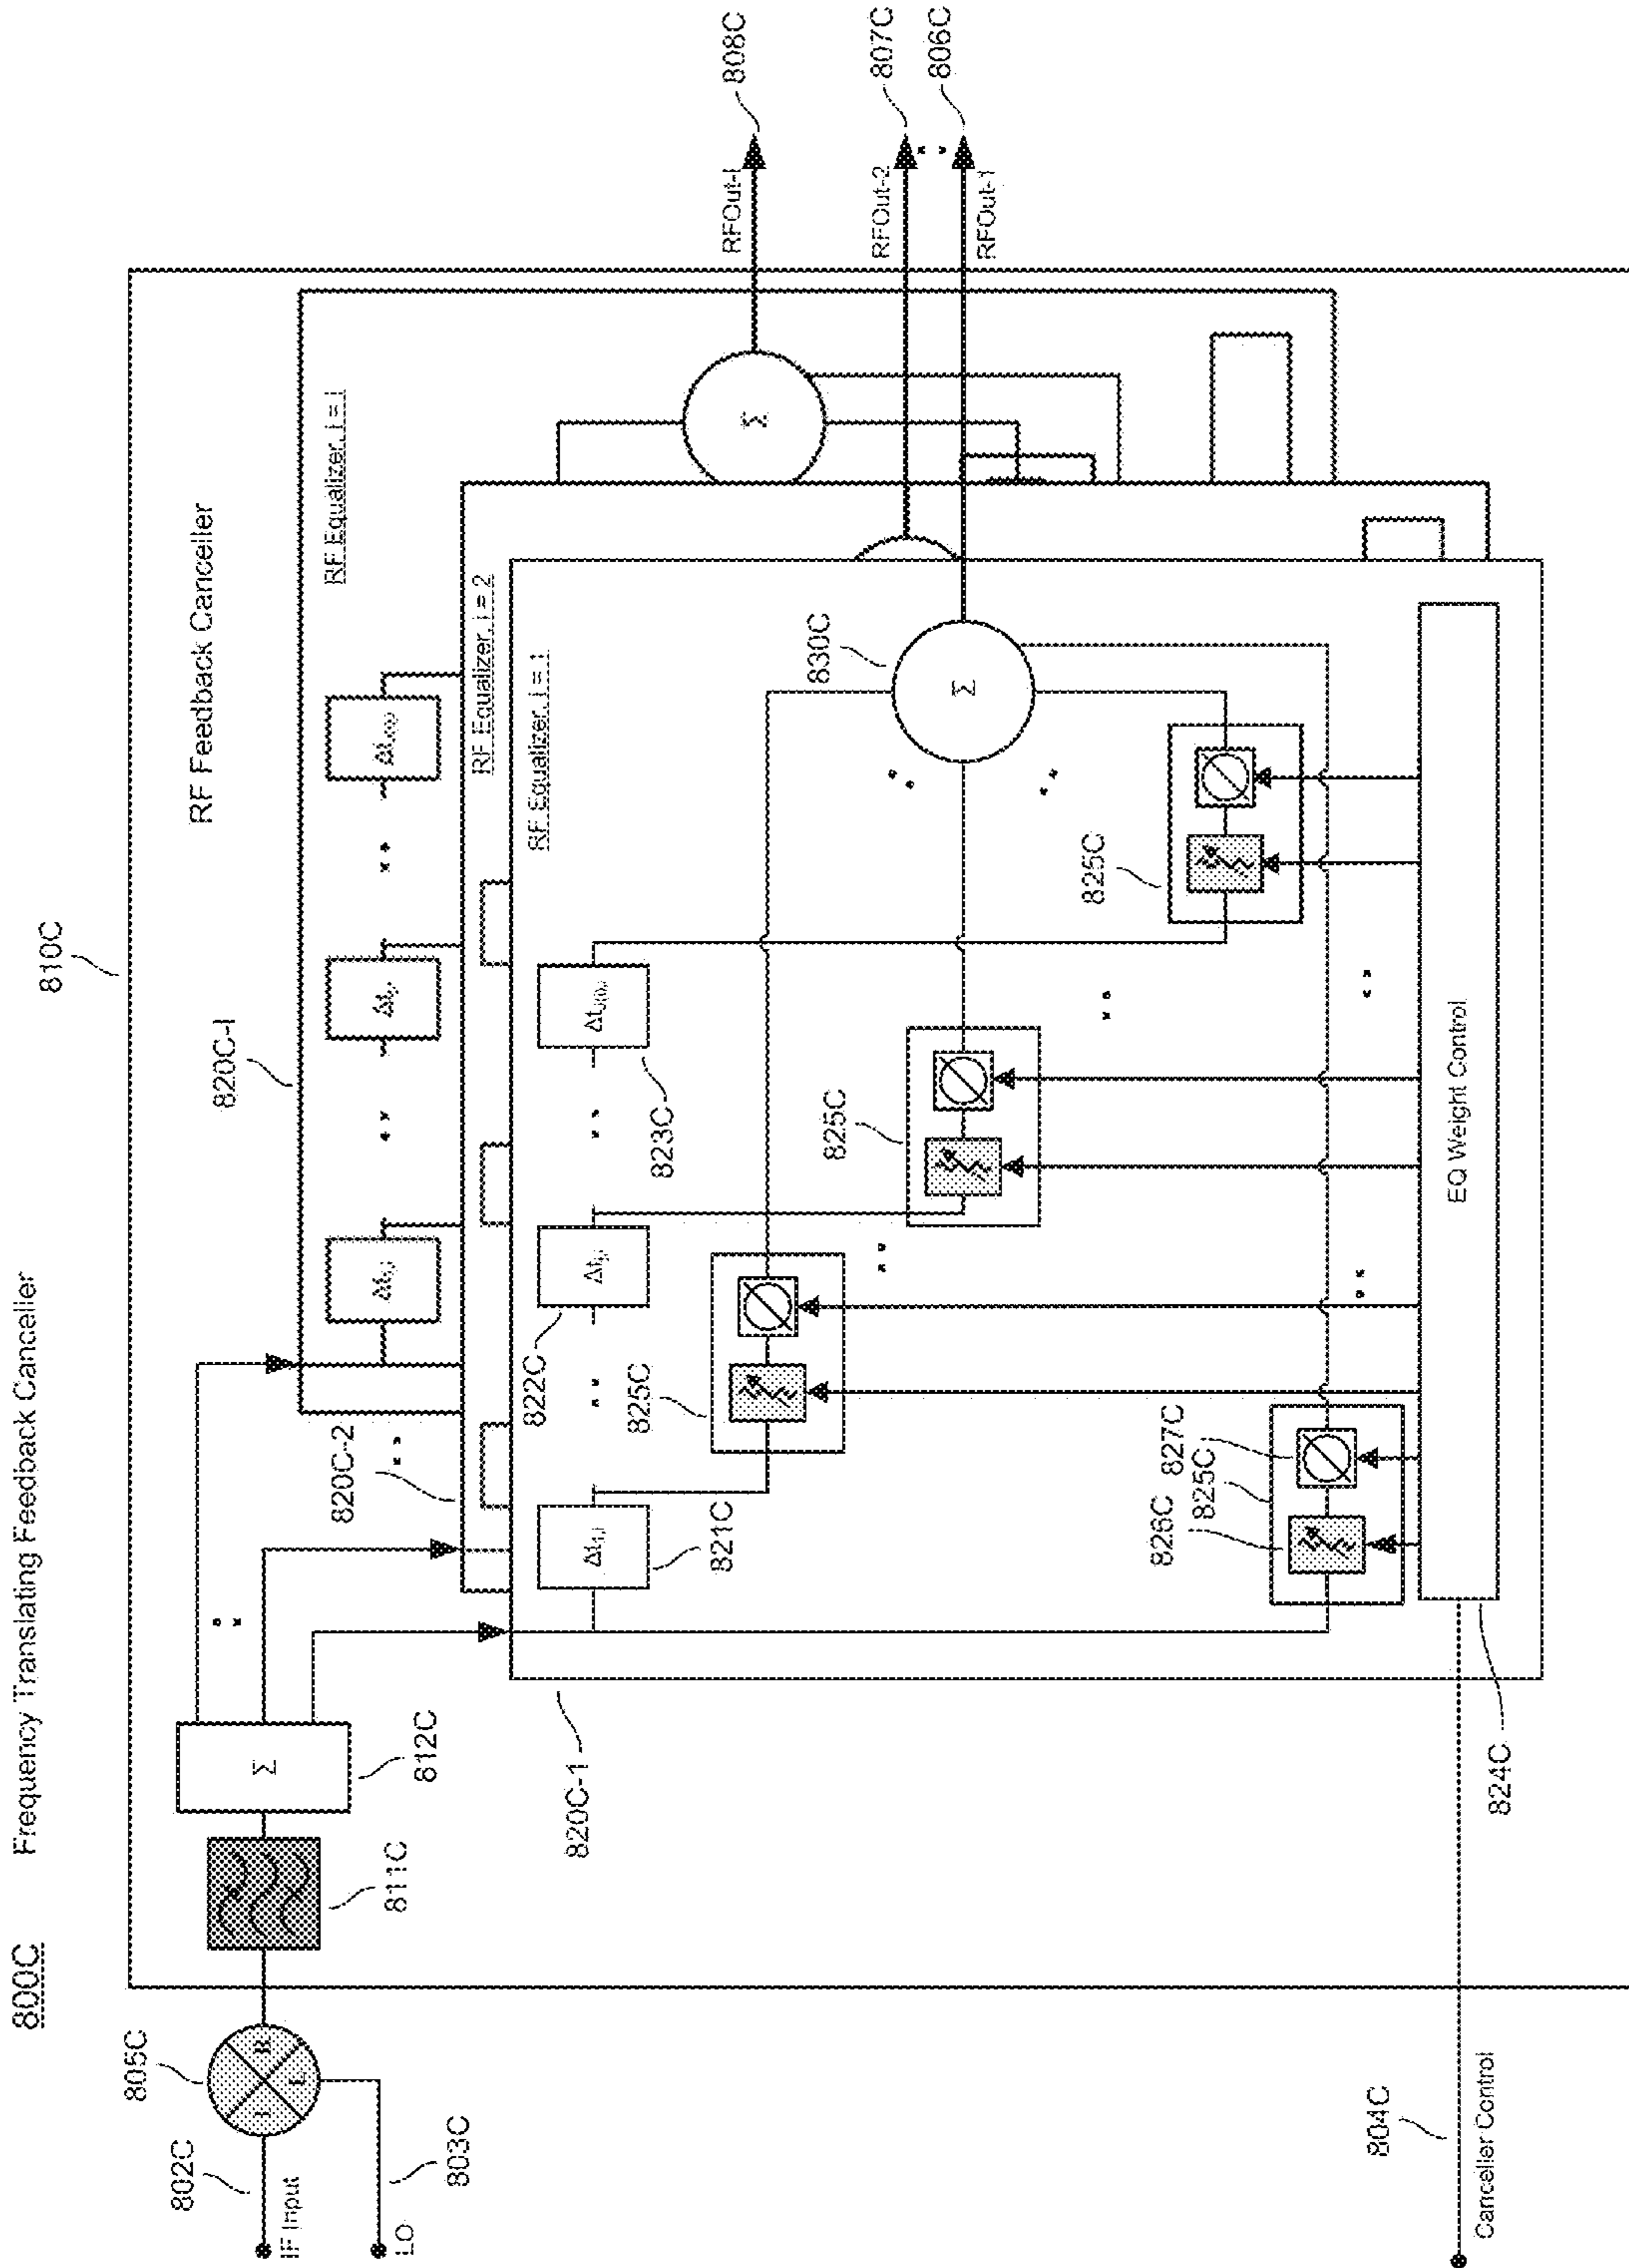 800C Frequency Translating Feedback Canceller
810C
RF Feedback Canceller
820C-I
RF Equalizer, i = I
820C-2
RF Equalizer, i = 2
820C-1
RF Equalizer, i = 1
805C
802C
IF Input
I
R
L
LO
803C
811C
812C
Σ
821C
822C
823C
825C
825C
825C
826C
825C
827C
830C
Σ
Σ
EQ Weight Control
824C
804C
Canceller Control
RFOut-I
808C
RFOut-2
807C
RFOut-1
806C